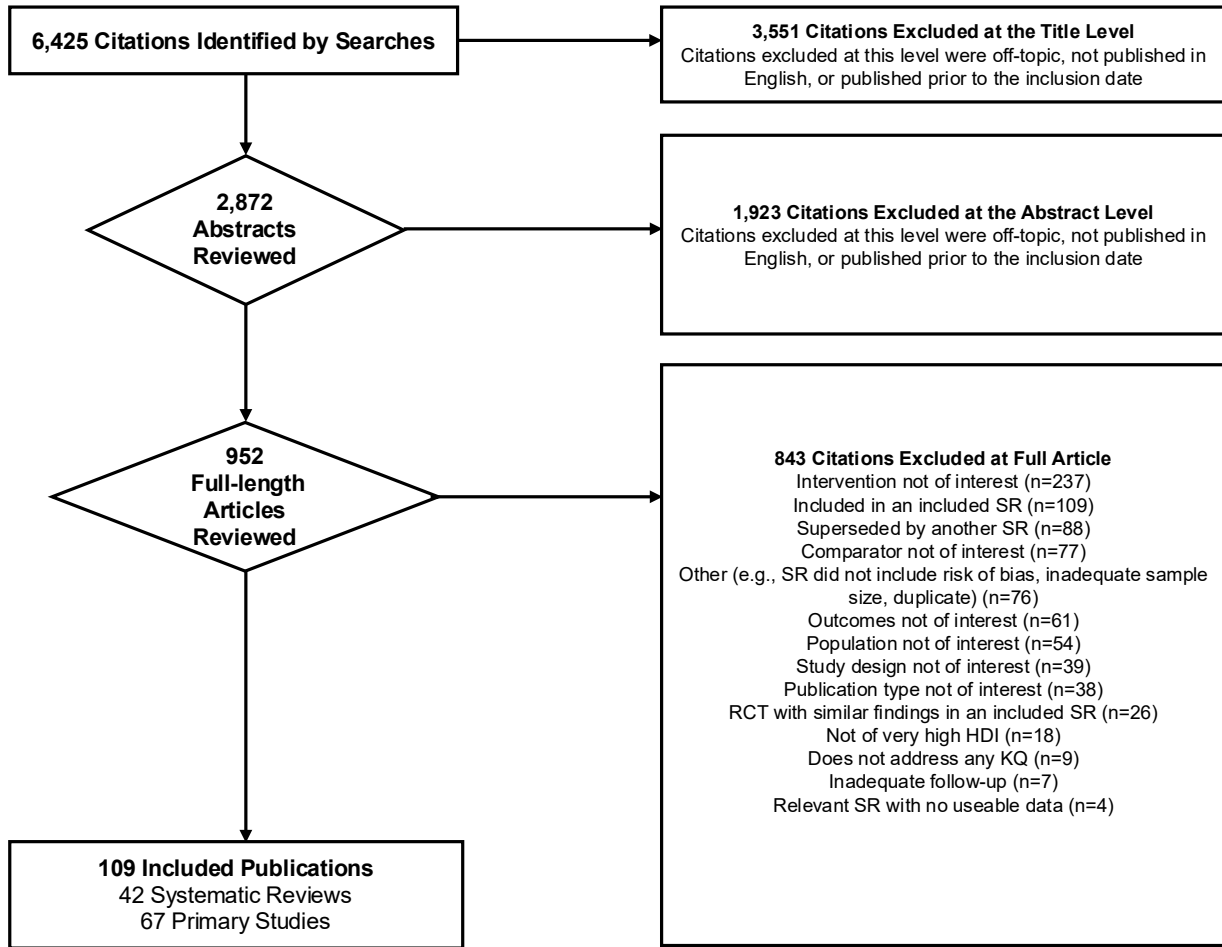 6,425 Citations Identified by Searches
3,551 Citations Excluded at the Title Level
Citations excluded at this level were off-topic, not published in
English, or published prior to the inclusion date
2,872
Abstracts
Reviewed
1,923 Citations Excluded at the Abstract Level
Citations excluded at this level were off-topic, not published in
English, or published prior to the inclusion date
952
Full-length
Articles
Reviewed
843 Citations Excluded at Full Article
Intervention not of interest (n=237)
Included in an included SR (n=109)
Superseded by another SR (n=88)
Comparator not of interest (n=77)
Other (e.g., SR did not include risk of bias, inadequate sample
size, duplicate) (n=76)
Outcomes not of interest (n=61)
Population not of interest (n=54)
Study design not of interest (n=39)
Publication type not of interest (n=38)
RCT with similar findings in an included SR (n=26)
Not of very high HDI (n=18)
Does not address any KQ (n=9)
Inadequate follow-up (n=7)
Relevant SR with no useable data (n=4)
109 Included Publications
42 Systematic Reviews
67 Primary Studies